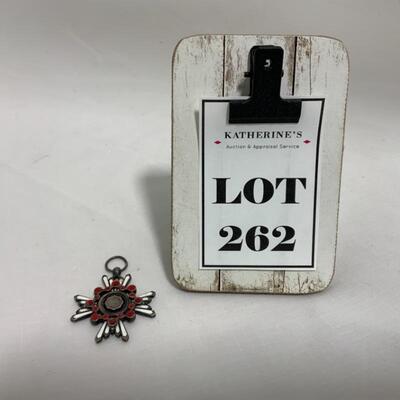 KATHERINE'S
Auction & Appraisal Service
LOT
262